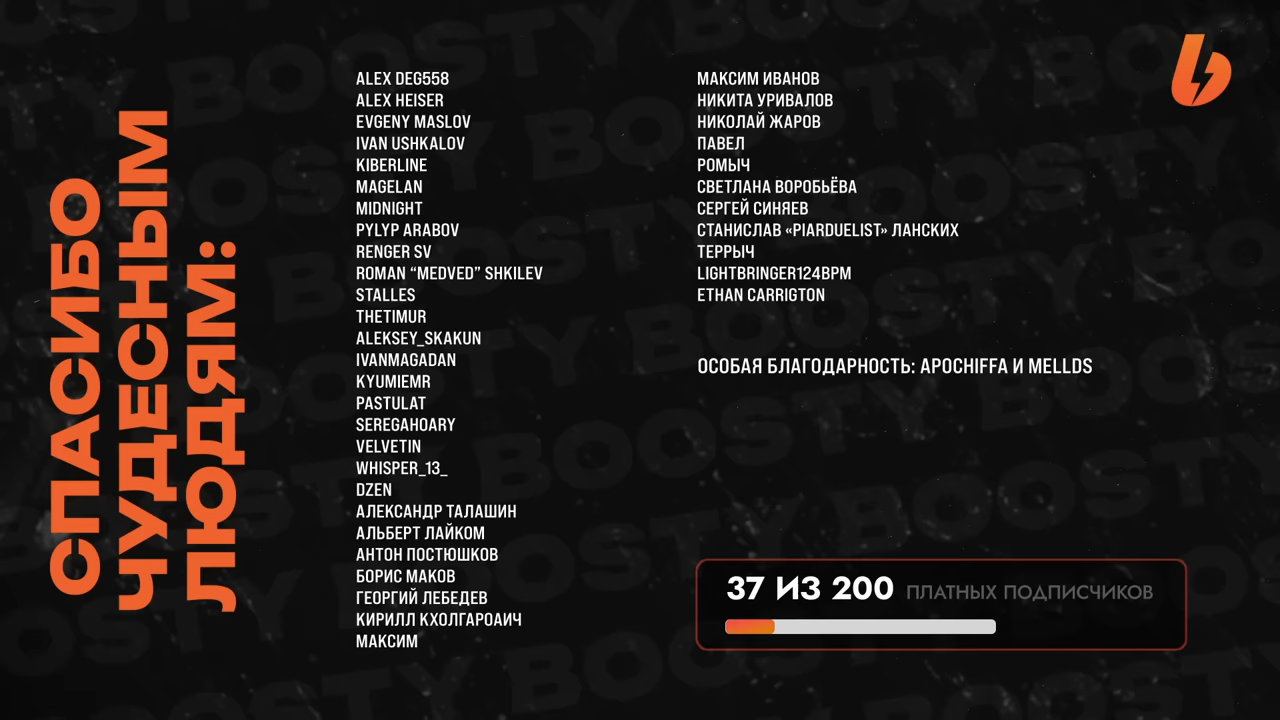 СПАСИБО
ЧУДЕСНЫМ
ЛЮДЯМ:
ALEX DEG558
ALEX HEISER
EVGENY MASLOV
IVAN USHKALOV
KIBERLINE
MAGELAN
MIDNIGHT
PYLYP ARABOV
RENGER SV
ROMAN “MEDVED” SHKILEV
STALLES
THETIMUR
ALEKSEY_SKAKUN
IVANMAGADAN
KYUMIEMR
PASTULAT
SEREGAHOARY
VELVETIN
WHISPER_13_
DZEN
АЛЕКСАНДР ТАЛАШИН
АЛЬБЕРТ ЛАЙКОМ
АНТОН ПОСТЮШКОВ
БОРИС МАКОВ
ГЕОРГИЙ ЛЕБЕДЕВ
КИРИЛЛ КХОЛГАРОАИЧ
МАКСИМ
МАКСИМ ИВАНОВ
НИКИТА УРИВАЛОВ
НИКОЛАЙ ЖАРОВ
ПАВЕЛ
РОМЫЧ
СВЕТЛАНА ВОРОБЬЁВА
СЕРГЕЙ СИНЯЕВ
СТАНИСЛАВ «PIARDUELIST» ЛАНСКИХ
ТЕРРЫЧ
LIGHTBRINGER124BPM
ETHAN CARRIGTON
ОСОБАЯ БЛАГОДАРНОСТЬ: APOCHIFFA И MELLDS
37 ИЗ 200 ПЛАТНЫХ ПОДПИСЧИКОВ